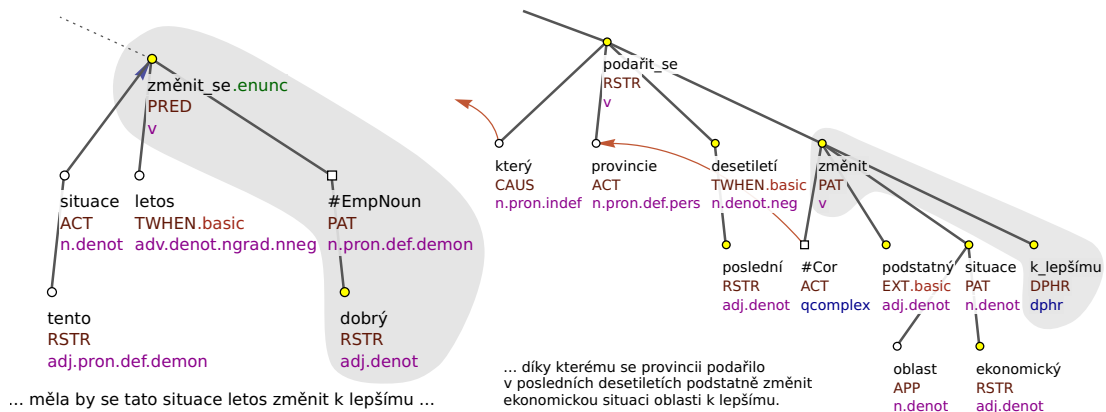 změnit_se.enunc
PRED
v
situace
ACT
n.denot
letos
TWHEN.basic
adv.denot.ngrad.nneg
#EmpNoun
PAT
n.pron.def.demon
tento
RSTR
adj.pron.def.demon
dobrý
RSTR
adj.denot
... měla by se tato situace letos změnit k lepšímu ...
podařit_se
RSTR
v
který
CAUS
n.pron.indef
provincie
ACT
n.pron.def.pers
desetiletí
TWHEN.basic
n.denot.neg
změnit
PAT
v
poslední
RSTR
adj.denot
#Cor
ACT
qcomplex
podstatný
EXT.basic
adj.denot
situace
PAT
n.denot
k_lepšímu
DPHR
dphr
oblast
APP
n.denot
ekonomický
RSTR
adj.denot
... díky kterému se provincii podařilo
v posledních desetiletích podstatně změnit
ekonomickou situaci oblasti k lepšímu.